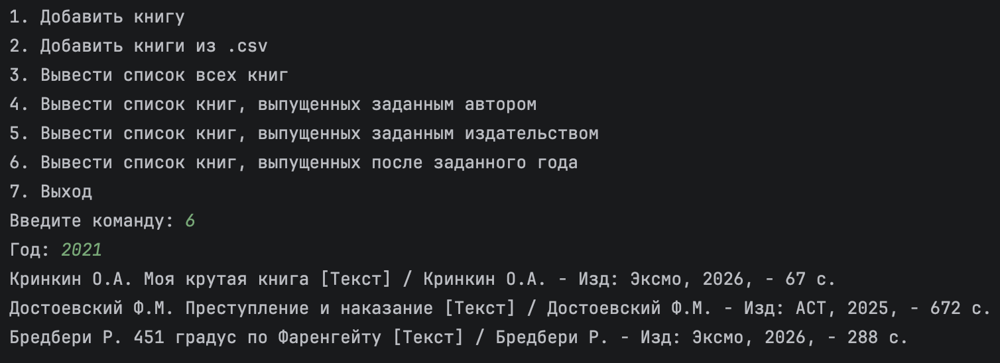 1. Добавить книгу
2. Добавить книги из .csv
3. Вывести список всех книг
4. Вывести список книг, выпущенных заданным автором
5. Вывести список книг, выпущенных заданным издательством
6. Вывести список книг, выпущенных после заданного года
7. Выход
Введите команду: 6
Год: 2021
Кринкин О.А. Моя крутая книга [Текст] / Кринкин О.А. - Изд: Эксмо, 2026, - 67 с.
Достоевский Ф.М. Преступление и наказание [Текст] / Достоевский Ф.М. - Изд: АСТ, 2025, - 672 с.
Бредбери Р. 451 градус по Фаренгейту [Текст] / Бредбери Р. - Изд: Эксмо, 2026, - 288 с.